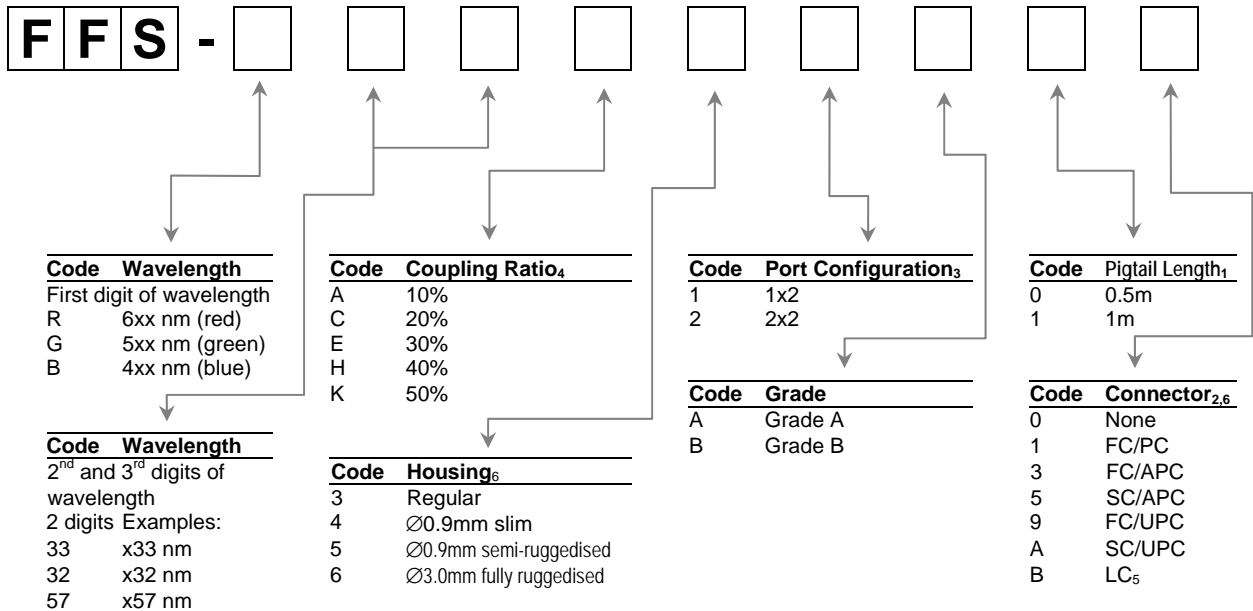 FFS -
Code Wavelength
First digit of wavelength
R 6xx nm (red)
G 5xx nm (green)
B 4xx nm (blue)
Code Wavelength
2nd and 3rd digits of
wavelength
2 digits Examples:
33 x33 nm
32 x32 nm
57 x57 nm
Code Coupling Ratio4
A 10%
C 20%
E 30%
H 40%
K 50%
Code Housing6
3 Regular
4 ∅0.9mm slim
5 ∅0.9mm semi-ruggedised
6 ∅3.0mm fully ruggedised
Code Port Configuration3
1 1x2
2 2x2
Code Grade
A Grade A
B Grade B
Code Pigtail Length1
0 0.5m
1 1m
Code Connector2,6
0 None
1 FC/PC
3 FC/APC
5 SC/APC
9 FC/UPC
A SC/UPC
B LC5